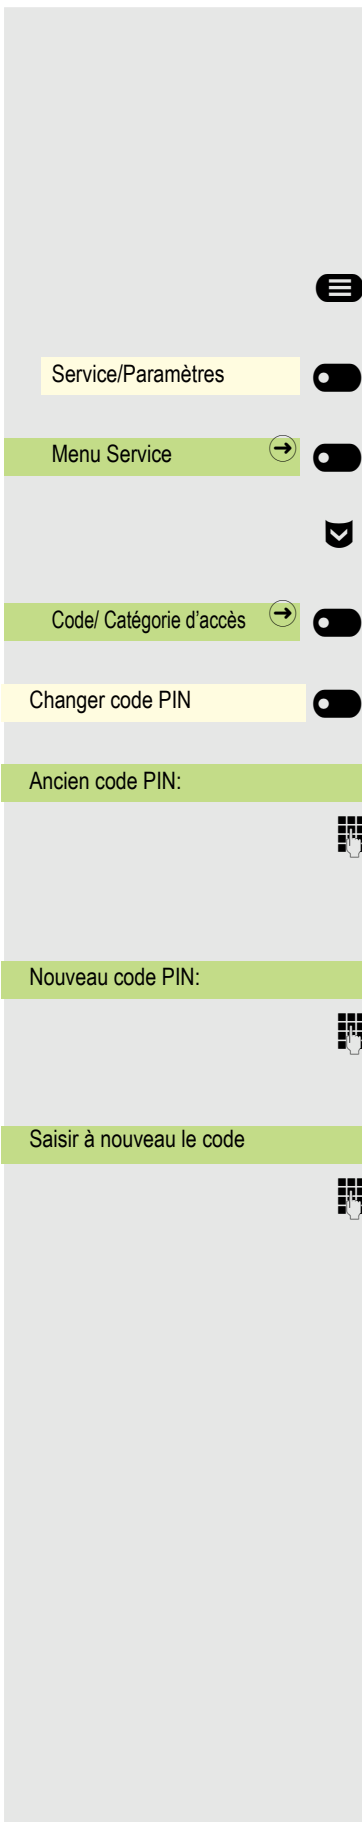 Service/Paramètres
Menu Service
Code/ Catégorie d'accès
Changer code PIN
Ancien code PIN:
Nouveau code PIN:
Saisir à nouveau le code